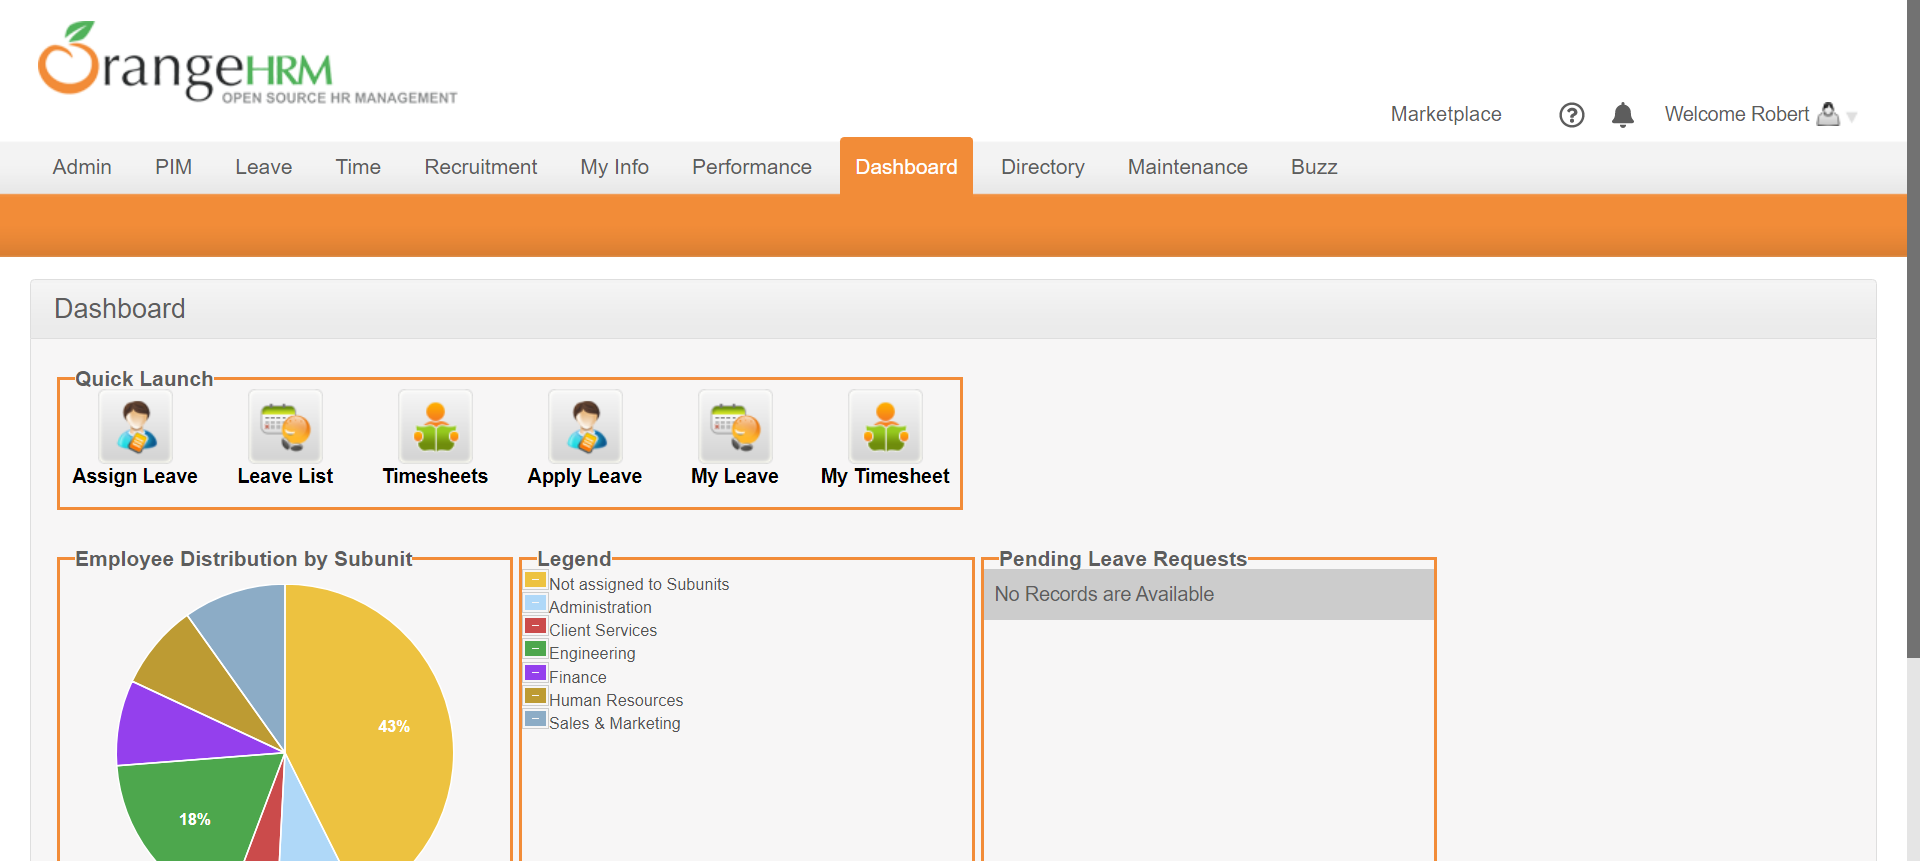 OrangeHRM
OPEN SOURCE HR MANAGEMENT
Marketplace
?
Welcome Robert
Admin
PIM
Leave
Time
Recruitment
My Info
Performance
Dashboard
Directory
Maintenance
Buzz
Dashboard
Quick Launch
Assign Leave
Leave List
Timesheets
Apply Leave
My Leave
My Timesheet
Employee Distribution by Subunit
43%
18%
Legend
Not assigned to Subunits
Administration
Client Services
Engineering
Finance
Human Resources
Sales & Marketing
Pending Leave Requests
No Records are Available